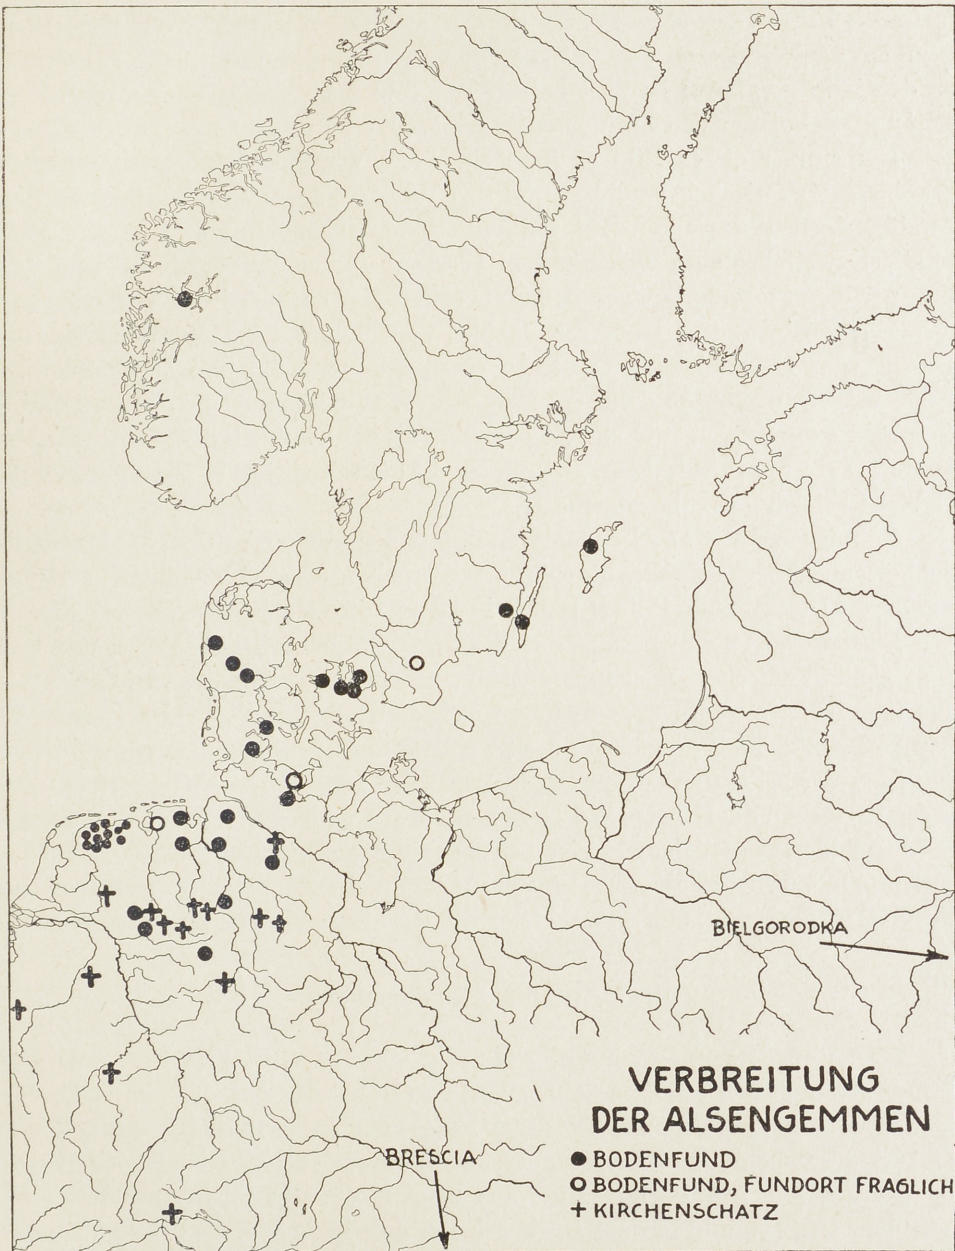 BIELGORODKA
VERBREITUNG
DER ALSENGEMMEN
BRESCIA
BODENFUND
BODENFUND, FUNDORT FRAGLICH
KIRCHENSCHATZ